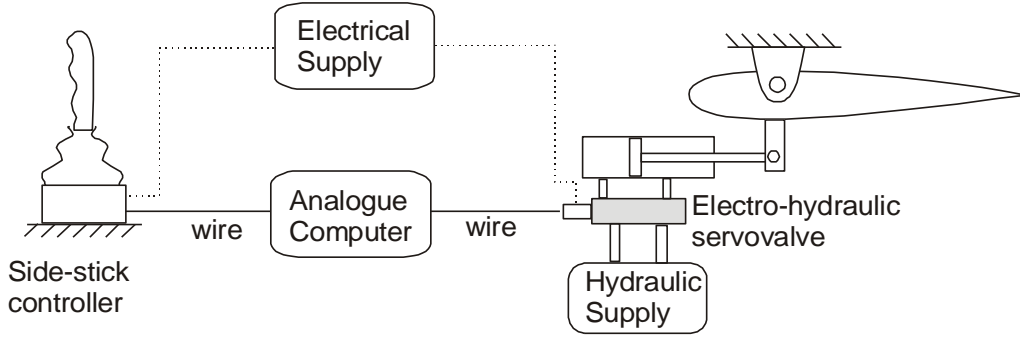 Electrical
Supply
Analogue
Computer
wire
wire
Electro-hydraulic
servovalve
Side-stick
controller
Hydraulic
Supply